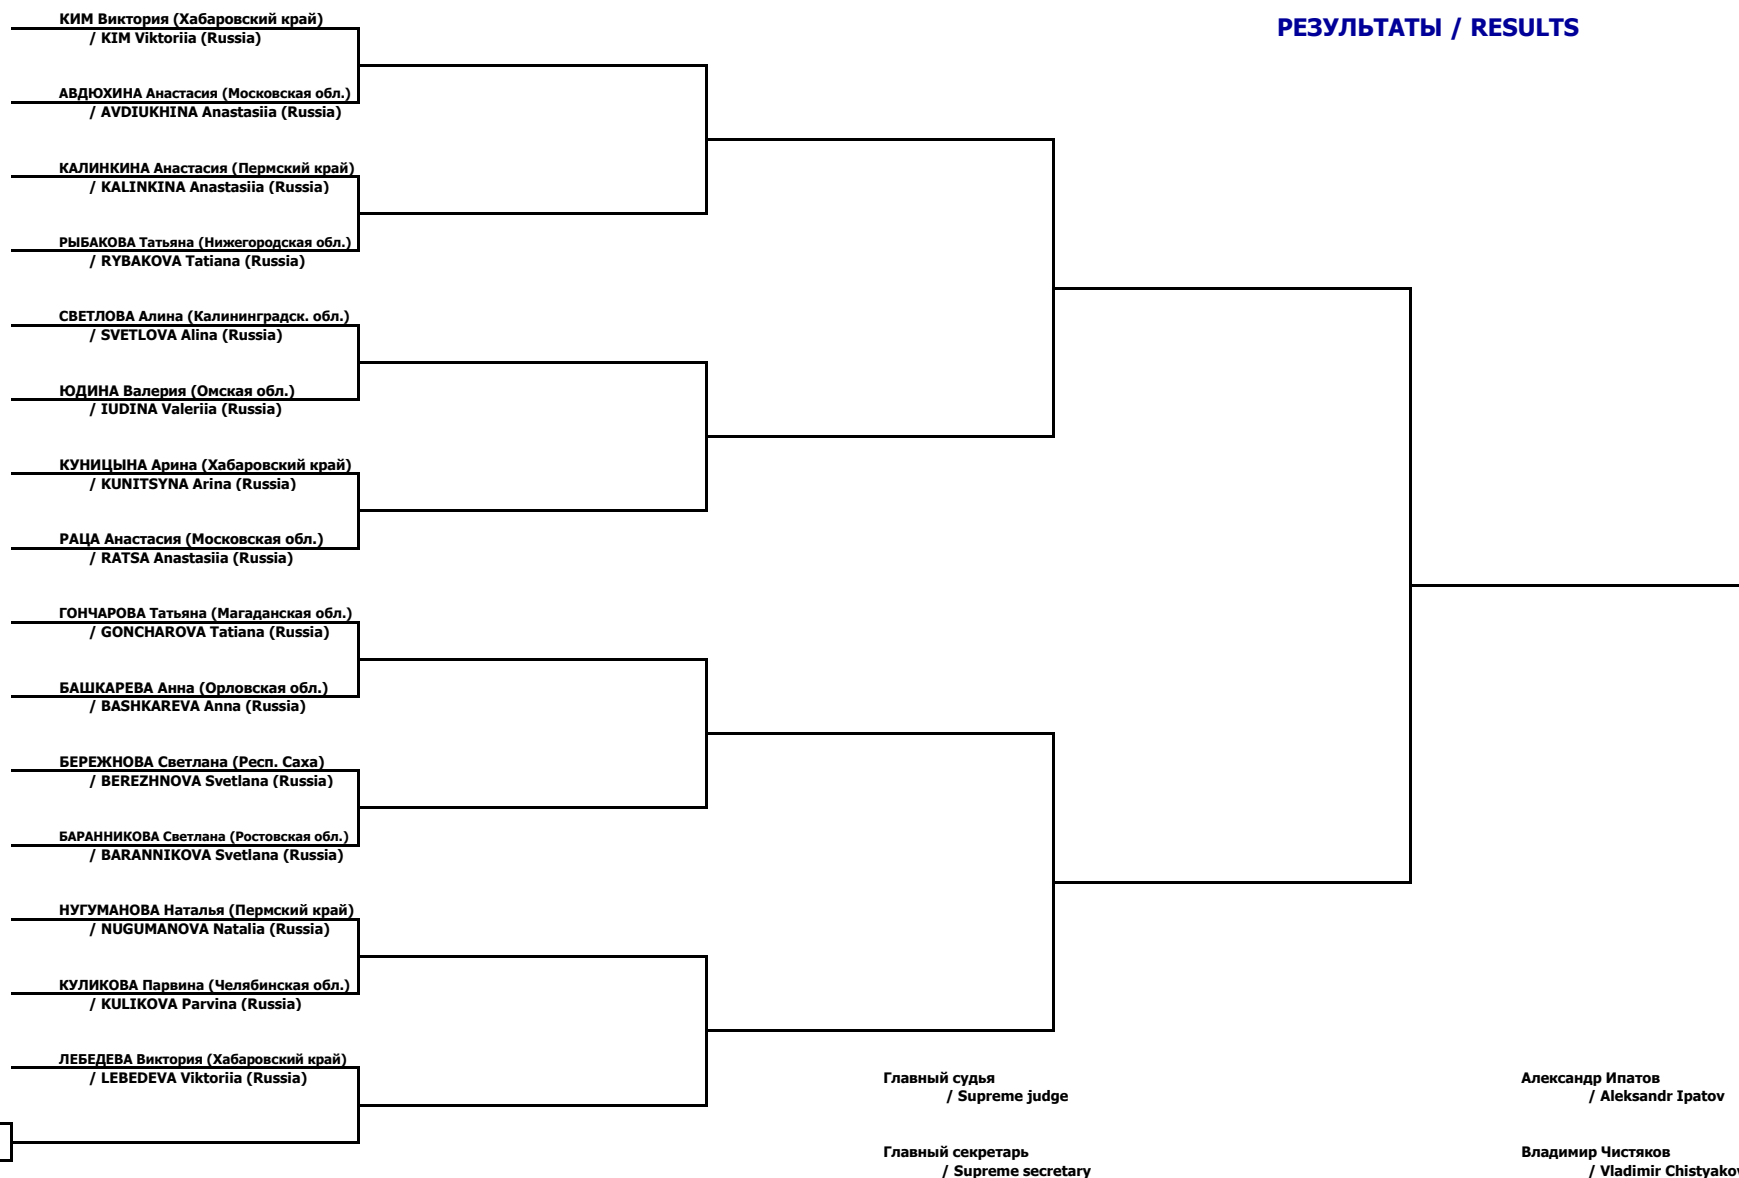 КИМ Виктория (Хабаровский край)
/ KIM Viktoriia (Russia)
РЕЗУЛЬТАТЫ / RESULTS
АВДЮХИНА Анастасия (Московская обл.)
/ AVDIUKHINA Anastasiia (Russia)
КАЛИНКИНА Анастасия (Пермский край)
/ KALINKINA Anastasiia (Russia)
РЫБАКОВА Татьяна (Нижегородская обл.)
/ RYBAKOVA Tatiana (Russia)
СВЕТЛОВА Алина (Калининградск. обл.)
/ SVETLOVA Alina (Russia)
ЮДИНА Валерия (Омская обл.)
/ IUDINA Valeriia (Russia)
КУНИЦЫНА Арина (Хабаровский край)
/ KUNITSYNA Arina (Russia)
РАЦА Анастасия (Московская обл.)
/ RATSA Anastasiia (Russia)
ГОНЧАРОВА Татьяна (Магаданская обл.)
/ GONCHAROVA Tatiana (Russia)
БАШКАРЕВА Анна (Орловская обл.)
/ BASHKAREVA Anna (Russia)
БЕРЕЖНОВА Светлана (Респ. Саха)
/ BEREZHNOVA Svetlana (Russia)
БАРАННИКОВА Светлана (Ростовская обл.)
/ BARANNIKOVA Svetlana (Russia)
НУГУМАНОВА Наталья (Пермский край)
/ NUGUMANOVA Natalia (Russia)
КУЛИКОВА Парвина (Челябинская обл.)
/ KULIKOVA Parvina (Russia)
ЛЕБЕДЕВА Виктория (Хабаровский край)
/ LEBEDEVA Viktoriia (Russia)
Главный судья
/ Supreme judge
Александр Ипатов
/ Aleksandr Ipatov
Главный секретарь
/ Supreme secretary
Владимир Чистяков
/ Vladimir Chistyakov